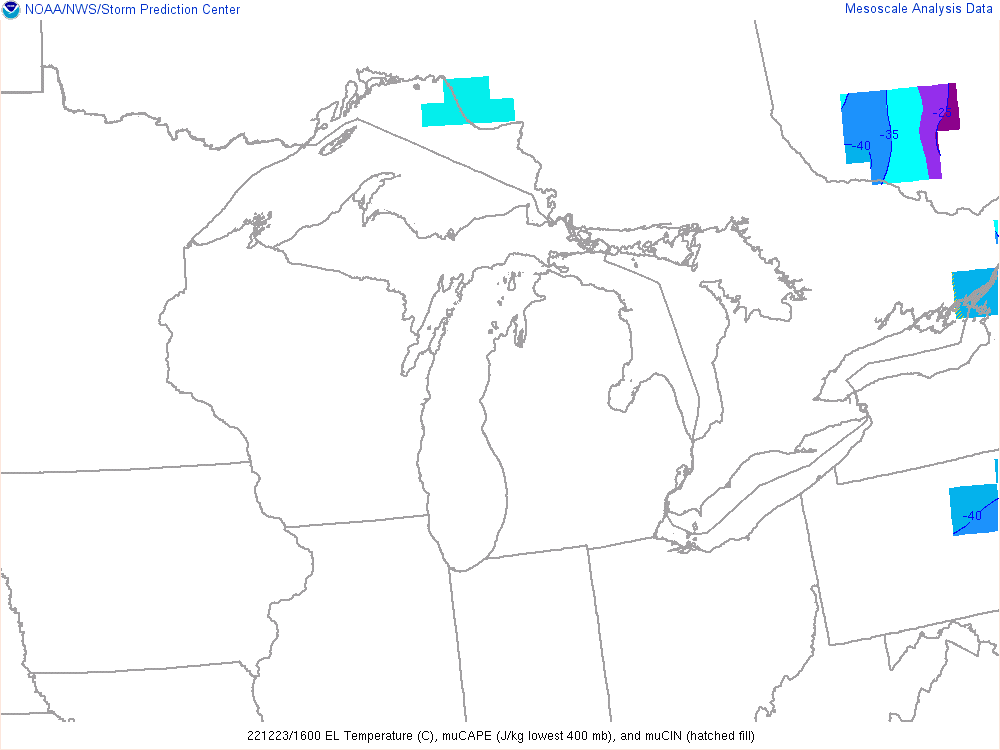 NOAA/NWS/Storm Prediction Center
Mesoscale Analysis Data
-25
-35
-40
-40
221223/1600 EL Temperature (C), muCAPE (J/kg lowest 400 mb), and muCIN (hatched fill)